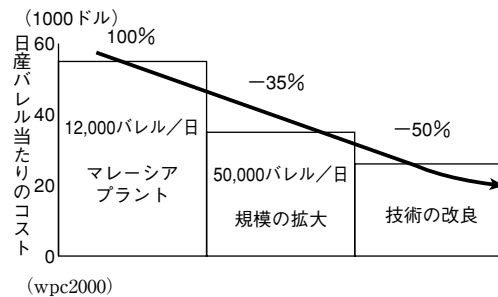 (1000ドル)
日産バレル当たりのコスト
60
40
20
0
100%
－35%
－50%
12,000バレル／日
マレーシア
プラント
50,000バレル／日
規模の拡大
技術の改良
(wpc2000)